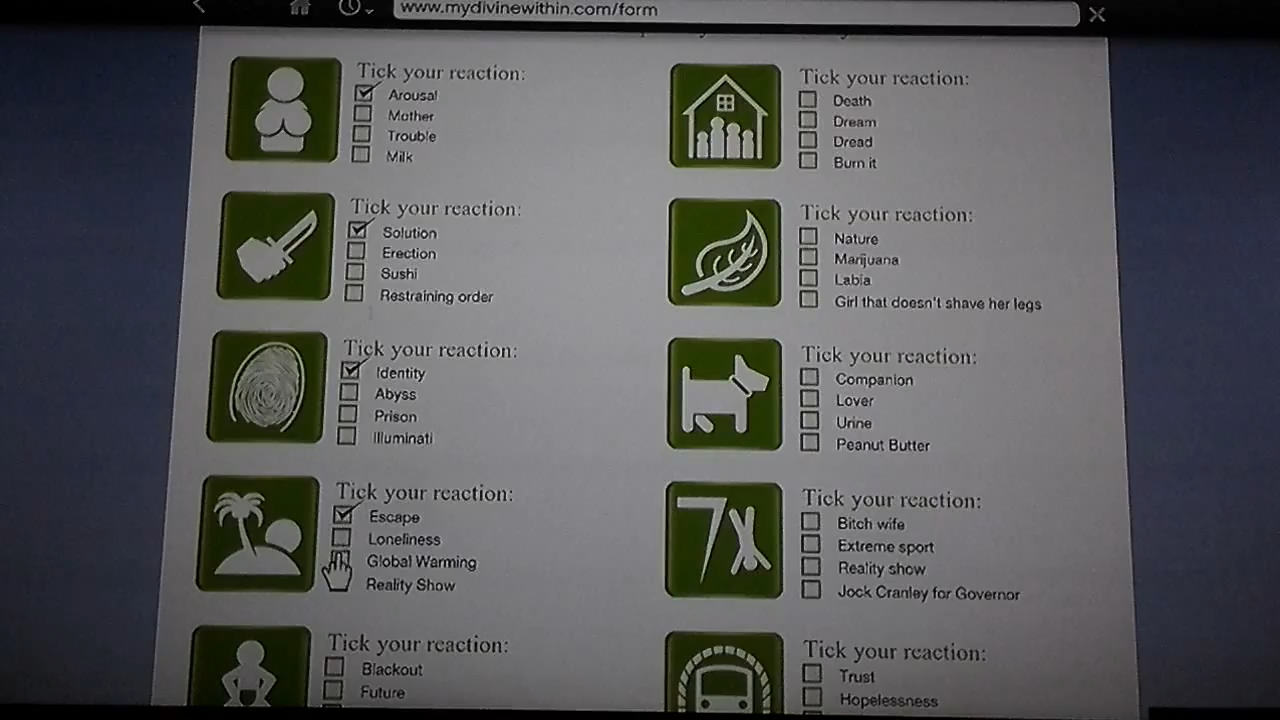 www.mydivinewithin.com/form
Tick your reaction:
Arousal
Mother
Trouble
Milk
Tick your reaction:
Solution
Erection
Sushi
Restraining order
Tick your reaction:
Identity
Abyss
Prison
Illuminati
Tick your reaction:
Escape
Loneliness
Global Warming
Reality Show
Tick your reaction:
Blackout
Future
Tick your reaction:
Death
Dream
Dread
Burn it
Tick your reaction:
Nature
Marijuana
Labia
Girl that doesn't shave her legs
Tick your reaction:
Companion
Lover
Urine
Peanut Butter
Tick your reaction:
Bitch wife
Extreme sport
Reality show
Jock Cranley for Governor
Tick your reaction:
Trust
Hopelessness